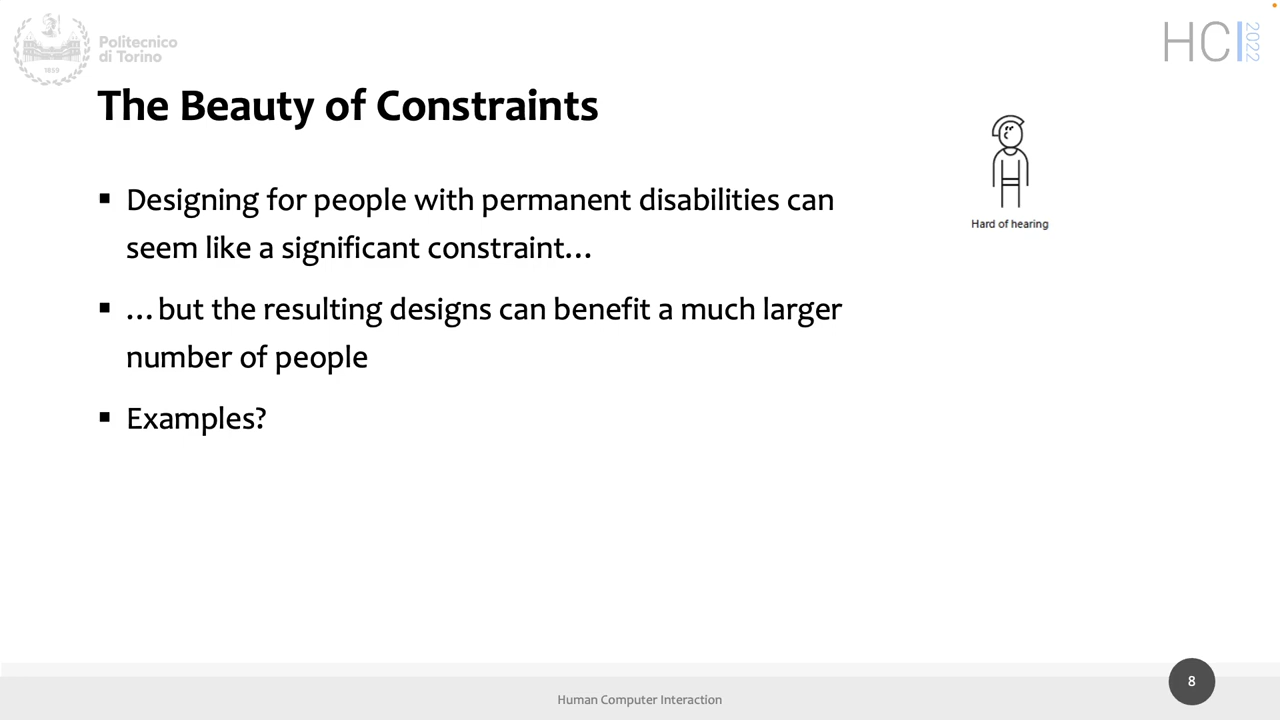 Politecnico
di Torino
1859
HCI 2022
The Beauty of Constraints
▪ Designing for people with permanent disabilities can
seem like a significant constraint…
▪ …but the resulting designs can benefit a much larger
number of people
▪ Examples?
Hard of hearing
Human Computer Interaction
8